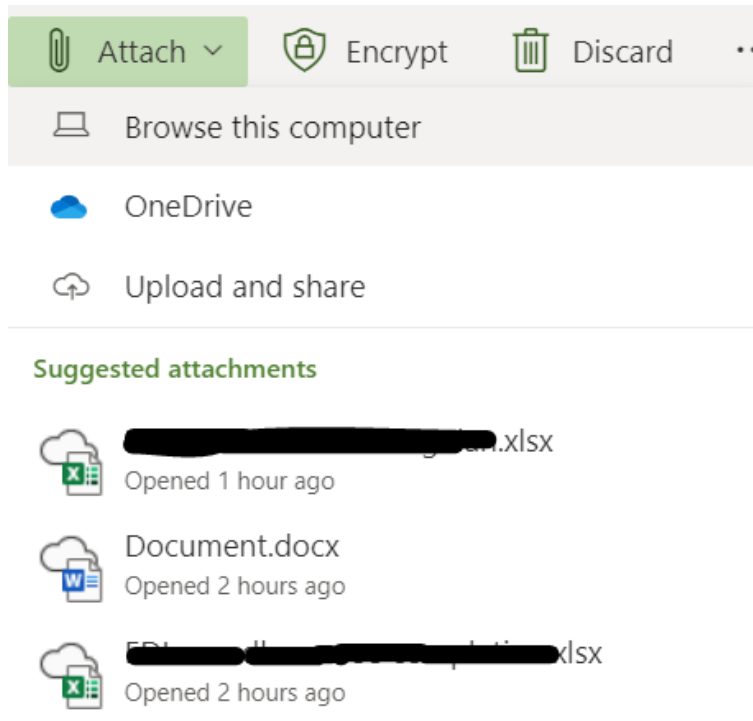 Attach Encrypt Discard
Browse this computer
OneDrive
Upload and share
Suggested attachments
.xlsx
Opened 1 hour ago
Document.docx
Opened 2 hours ago
xlsx
Opened 2 hours ago